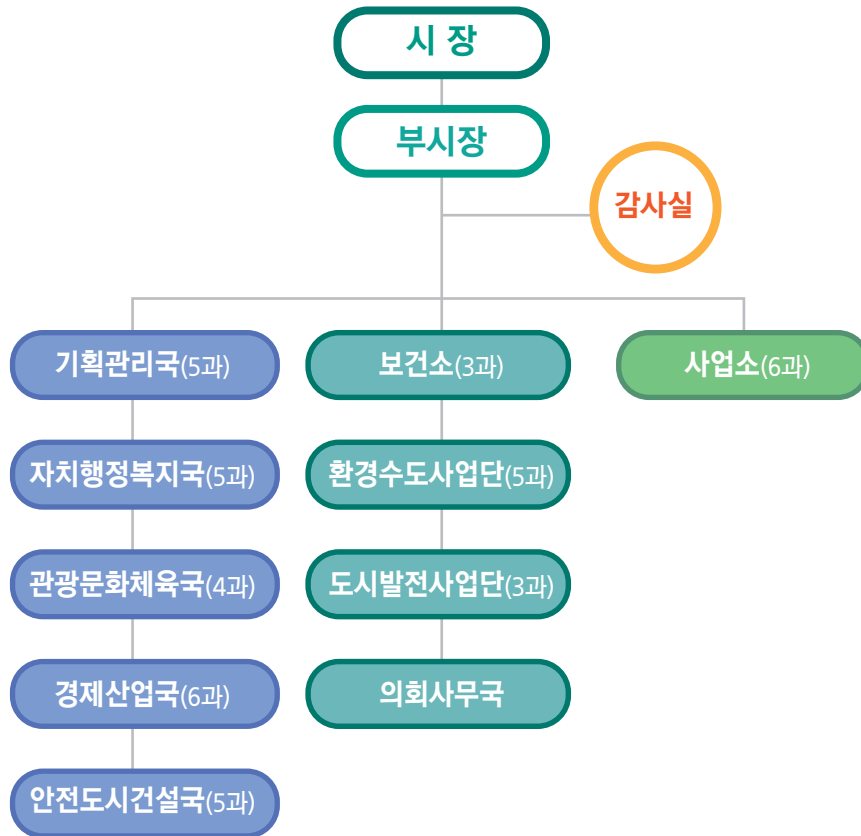 시 장
부시장
감사실
기획관리국(5과)
보건소(3과)
사업소(6과)
자치행정복지국(5과)
환경수도사업단(5과)
관광문화체육국(4과)
도시발전사업단(3과)
경제산업국(6과)
의회사무국
안전도시건설국(5과)